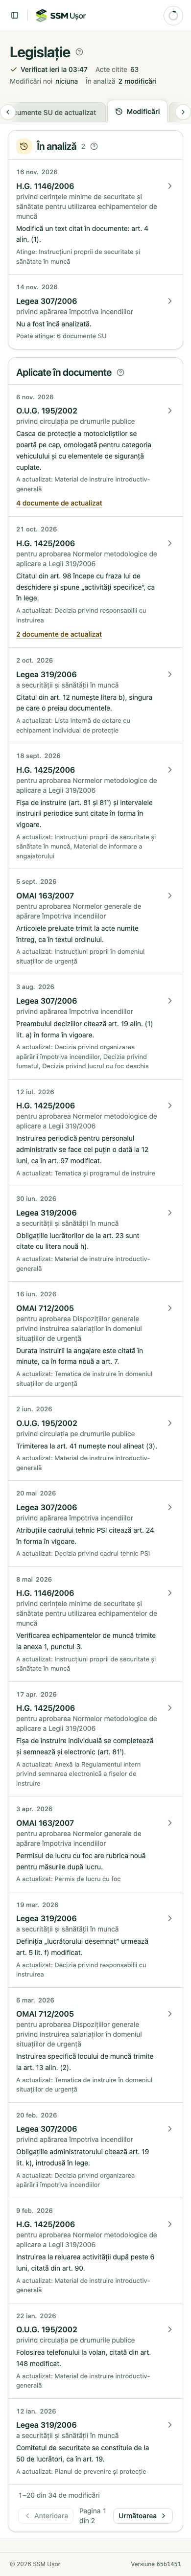 SSM Ușor
Legislație
Verificat ieri la 03:47 Acte citite 63
Modificări noi niciuna În analiză 2 modificări
cumente SU de actualizat Modificări
În analiză 2
16 nov. 2026
H.G. 1146/2006
privind cerințele minime de securitate și
sănătate pentru utilizarea echipamentelor de
muncă
Modifică un text citat în documente: art. 4
alin. (1).
Atinge: Instrucțiuni proprii de securitate și
sănătate în muncă
14 nov. 2026
Legea 307/2006
privind apărarea împotriva incendiilor
Nu a fost încă analizată.
Poate atinge: 6 documente SU
Aplicate în documente
6 nov. 2026
O.U.G. 195/2002
privind circulația pe drumurile publice
Casca de protecție a motocicliștilor se
poartă pe cap, omologată pentru categoria
vehiculului și cu elementele de siguranță
cuplate.
A actualizat: Material de instruire introductiv-
generală
4 documente de actualizat
21 oct. 2026
H.G. 1425/2006
pentru aprobarea Normelor metodologice de
aplicare a Legii 319/2006
Citatul din art. 98 începe cu fraza lui de
deschidere și spune „activități specifice”, ca
în lege.
A actualizat: Decizia privind responsabilii cu
instruirea
2 documente de actualizat
2 oct. 2026
Legea 319/2006
a securității și sănătății în muncă
Citatul din art. 12 numește litera b), singura
pe care o preiau documentele.
A actualizat: Lista internă de dotare cu
echipament individual de protecție
18 sept. 2026
H.G. 1425/2006
pentru aprobarea Normelor metodologice de
aplicare a Legii 319/2006
Fișa de instruire (art. 81 și 81¹) și intervalele
instruirii periodice sunt citate în forma în
vigoare.
A actualizat: Instrucțiuni proprii de securitate și
sănătate în muncă, Material de informare a
angajatorului
5 sept. 2026
OMAI 163/2007
pentru aprobarea Normelor generale de
apărare împotriva incendiilor
Articolele preluate trimit la acte numite
întreg, ca în textul ordinului.
A actualizat: Instrucțiuni proprii în domeniul
situațiilor de urgență
3 aug. 2026
Legea 307/2006
privind apărarea împotriva incendiilor
Preambulul deciziilor citează art. 19 alin. (1)
lit. a) în forma în vigoare.
A actualizat: Decizia privind organizarea
apărării împotriva incendiilor, Decizia privind
fumatul, Decizia privind lucrul cu foc deschis
12 iul. 2026
H.G. 1425/2006
pentru aprobarea Normelor metodologice de
aplicare a Legii 319/2006
Instruirea periodică pentru personalul
administrativ se face cel puțin o dată la 12
luni, ca în art. 97 modificat.
A actualizat: Tematica și programul de instruire
30 iun. 2026
Legea 319/2006
a securității și sănătății în muncă
Obligațiile lucrătorilor de la art. 23 sunt
citate cu litera nouă h).
A actualizat: Material de instruire introductiv-
generală
16 iun. 2026
OMAI 712/2005
pentru aprobarea Dispozițiilor generale
privind instruirea salariaților în domeniul
situațiilor de urgență
Durata instruirii la angajare este citată în
minute, ca în forma nouă a art. 7.
A actualizat: Tematica de instruire în domeniul
situațiilor de urgență
2 iun. 2026
O.U.G. 195/2002
privind circulația pe drumurile publice
Trimiterea la art. 41 numește noul alineat (3).
A actualizat: Material de instruire introductiv-
generală
20 mai 2026
Legea 307/2006
privind apărarea împotriva incendiilor
Atribuțiile cadrului tehnic PSI citează art. 24
în forma în vigoare.
A actualizat: Decizia privind cadrul tehnic PSI
8 mai 2026
H.G. 1146/2006
privind cerințele minime de securitate și
sănătate pentru utilizarea echipamentelor de
muncă
Verificarea echipamentelor de muncă trimite
la anexa 1, punctul 3.
A actualizat: Instrucțiuni proprii de securitate și
sănătate în muncă
17 apr. 2026
H.G. 1425/2006
pentru aprobarea Normelor metodologice de
aplicare a Legii 319/2006
Fișa de instruire individuală se completează
și semnează și electronic (art. 81¹).
A actualizat: Anexă la Regulamentul intern
privind semnarea electronică a fișelor de
instruire
3 apr. 2026
OMAI 163/2007
pentru aprobarea Normelor generale de
apărare împotriva incendiilor
Permisul de lucru cu foc are rubrica nouă
pentru măsurile după lucru.
A actualizat: Permis de lucru cu foc
19 mar. 2026
Legea 319/2006
a securității și sănătății în muncă
Definiția „lucrătorului desemnat” urmează
art. 5 lit. f) modificat.
A actualizat: Decizia privind responsabilii cu
instruirea
6 mar. 2026
OMAI 712/2005
pentru aprobarea Dispozițiilor generale
privind instruirea salariaților în domeniul
situațiilor de urgență
Instruirea specifică locului de muncă trimite
la art. 13 alin. (2).
A actualizat: Tematica de instruire în domeniul
situațiilor de urgență
20 feb. 2026
Legea 307/2006
privind apărarea împotriva incendiilor
Obligațiile administratorului citează art. 19
lit. k), introdusă în lege.
A actualizat: Decizia privind organizarea
apărării împotriva incendiilor
9 feb. 2026
H.G. 1425/2006
pentru aprobarea Normelor metodologice de
aplicare a Legii 319/2006
Instruirea la reluarea activității după peste 6
luni, citată din art. 90.
A actualizat: Material de instruire introductiv-
generală
22 ian. 2026
O.U.G. 195/2002
privind circulația pe drumurile publice
Folosirea telefonului la volan, citată din art.
148 modificat.
A actualizat: Material de instruire introductiv-
generală
12 ian. 2026
Legea 319/2006
a securității și sănătății în muncă
Comitetul de securitate se constituie de la
50 de lucrători, ca în art. 19.
A actualizat: Planul de prevenire și protecție
1–20 din 34 de modificări
Anterioara Pagina 1 din 2 Următoarea
© 2026 SSM Ușor Versiune 65b1451